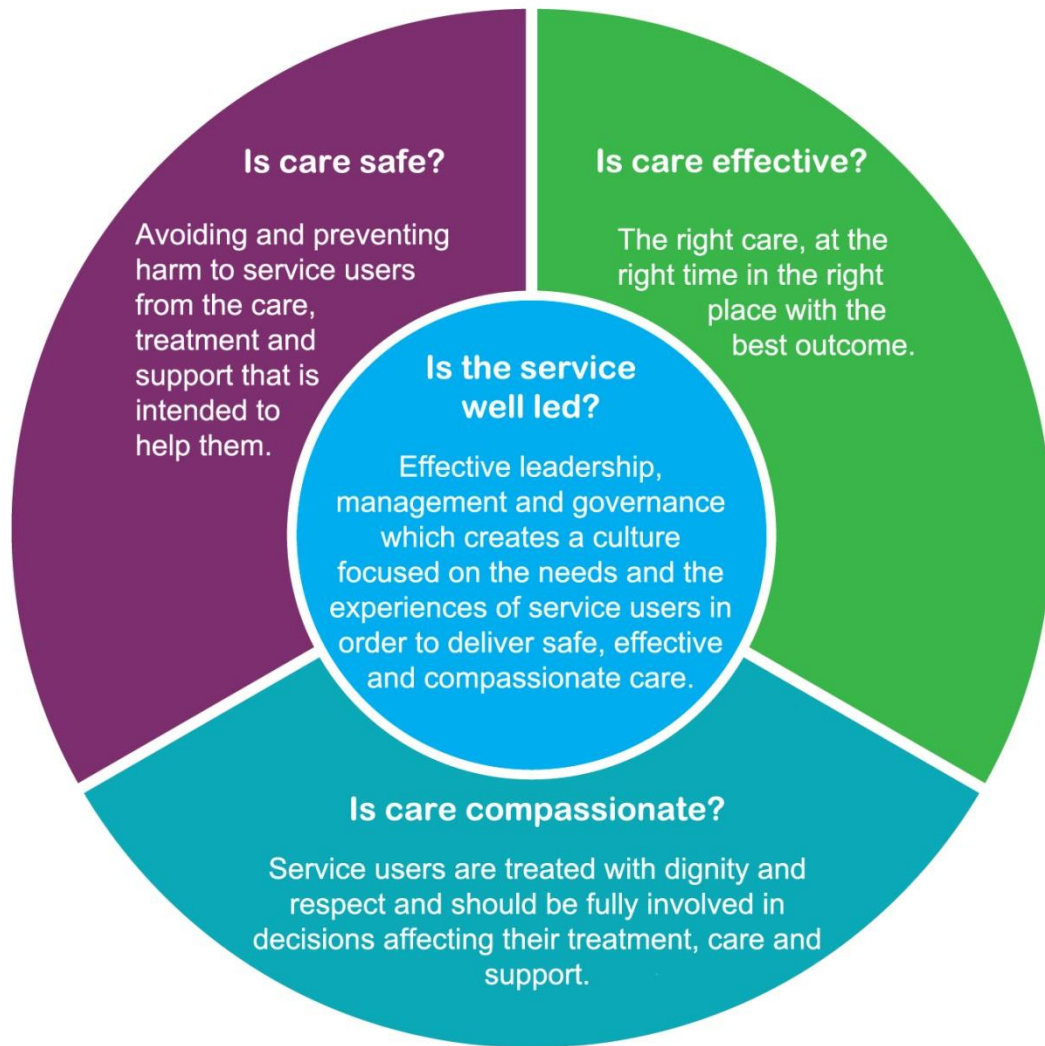 Is care safe?
Avoiding and preventing
harm to service users
from the care,
treatment and
support that is
intended to
help them.
Is care effective?
The right care, at the
right time in the right
place with the
best outcome.
Is the service
well led?
Effective leadership,
management and governance
which creates a culture
focused on the needs and the
experiences of service users in
order to deliver safe, effective
and compassionate care.
Is care compassionate?
Service users are treated with dignity and
respect and should be fully involved in
decisions affecting their treatment, care and
support.